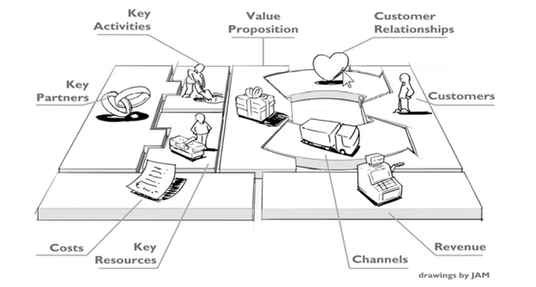 Key
Activities
Value
Proposition
Customer
Relationships
Key
Partners
Customers
Costs
Key
Resources
Channels
Revenue
drawings by JAM